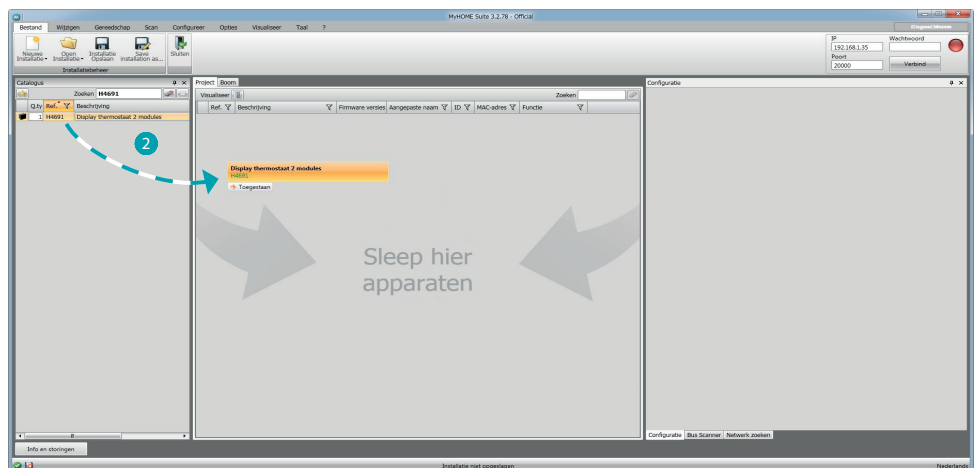 MyHOME Suite 3.2.78 - Official
Bestand Wijzigen Gereedschap Scan Configureer Opties Visualiseer Taal ?
Nieuwe Installatie
Open Installatie
Installatie Opslaan
Save installation as...
Sluiten
Installatiebeheer
IP
192.168.1.35
Wachtwoord
Poort
20000
Verbind
Catalogus
Zoeken H4691
Q.ty Ref. Beschrijving
1 H4691 Display thermostaat 2 modules
2
Project Boom
Visualiseer
Zoeken
Ref. Beschrijving Firmware versies Aangepaste naam ID MAC-adres Functie
Display thermostaat 2 modules
H4691
Toegestaan
Sleep hier
apparaten
Configuratie
Configuratie Bus Scanner Netwerk zoeken
Info en storingen
Installatie niet opgeslagen
Nederlands